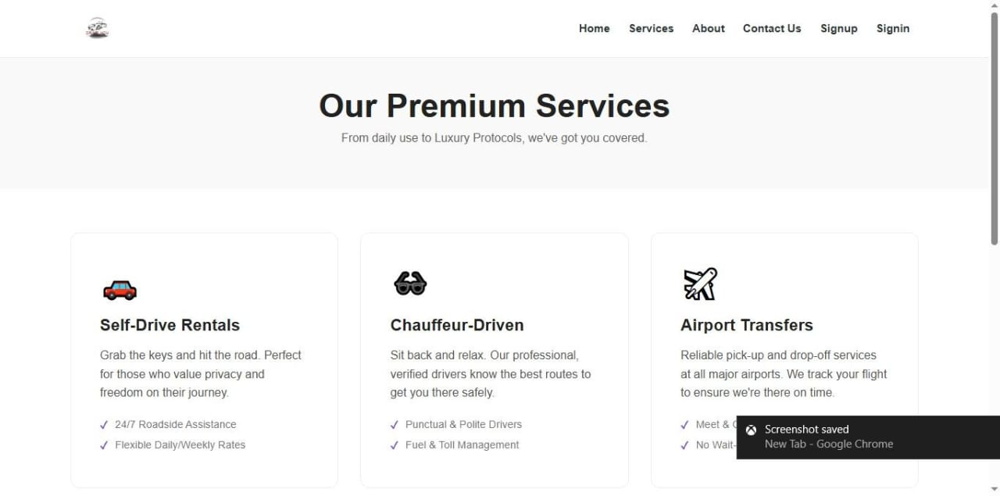 Home Services About Contact Us Signup Signin
Our Premium Services
From daily use to Luxury Protocols, we've got you covered.
Self-Drive Rentals
Grab the keys and hit the road. Perfect
for those who value privacy and
freedom on their journey.
✓ 24/7 Roadside Assistance
✓ Flexible Daily/Weekly Rates
Chauffeur-Driven
Sit back and relax. Our professional,
verified drivers know the best routes to
get you there safely.
✓ Punctual & Polite Drivers
✓ Fuel & Toll Management
Airport Transfers
Reliable pick-up and drop-off services
at all major airports. We track your flight
to ensure we're there on time.
✓ Meet &
✓ No Wait-
Screenshot saved
New Tab - Google Chrome